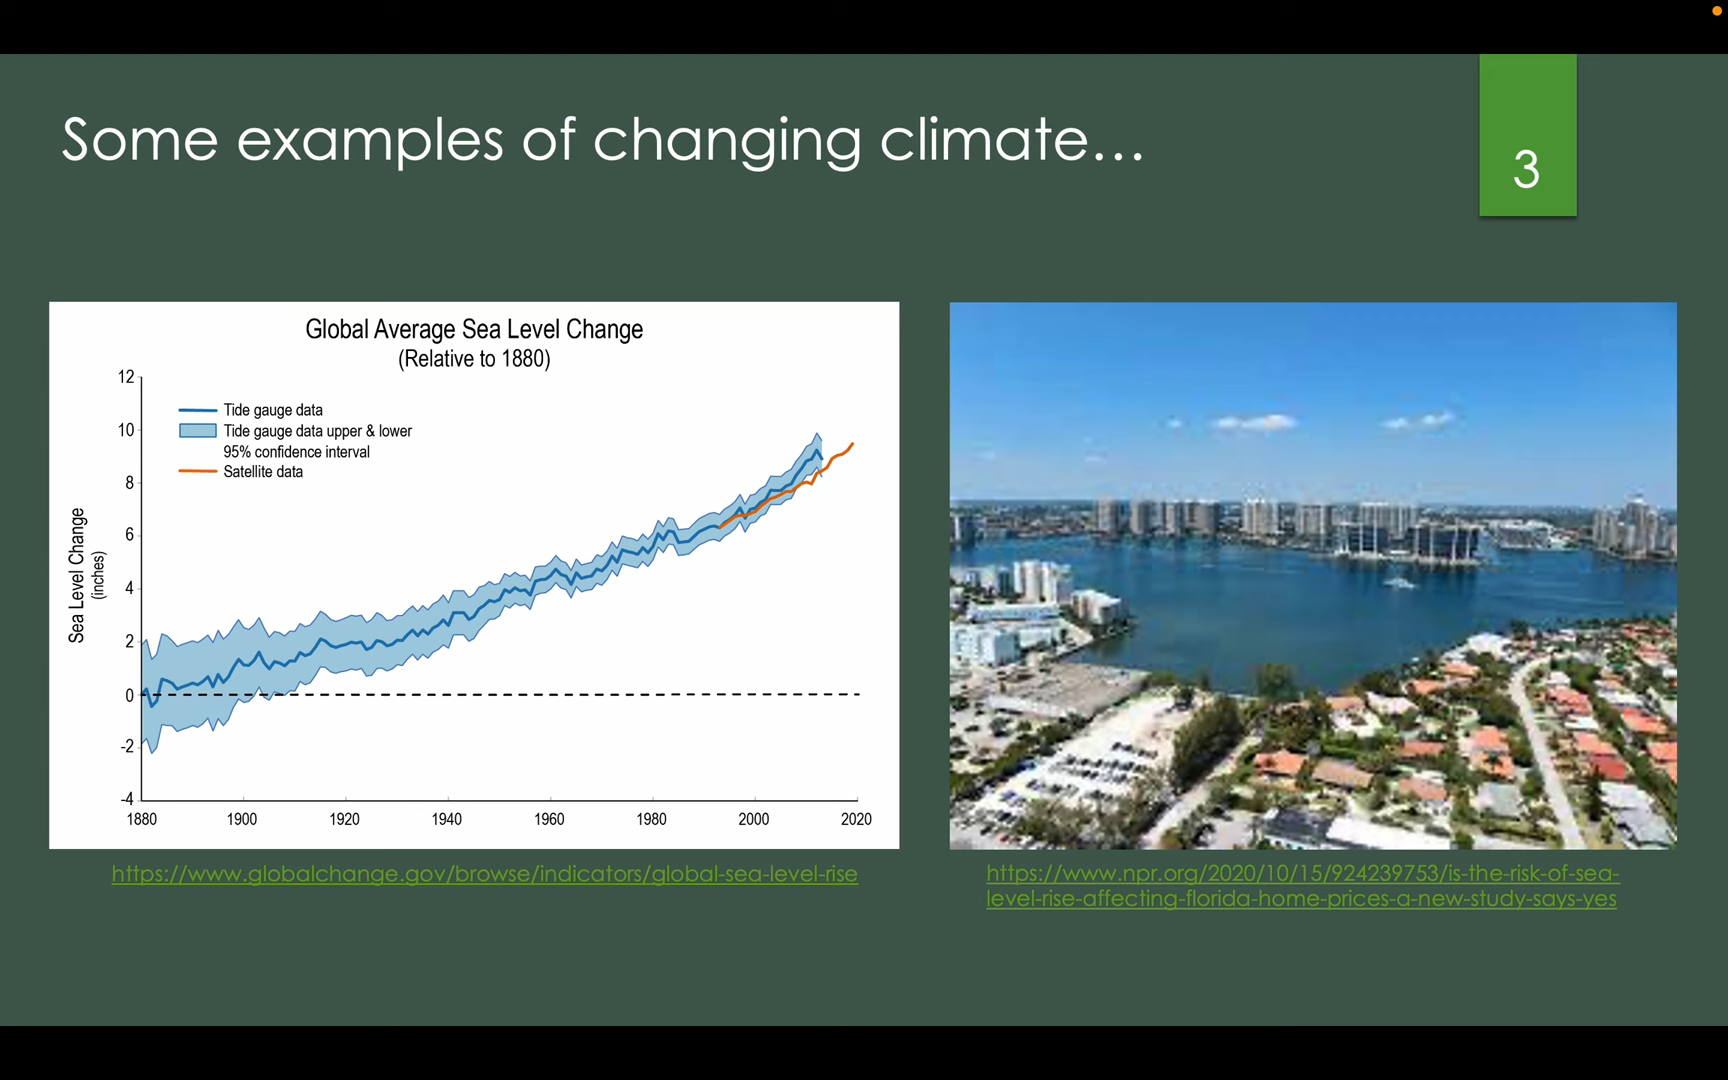 Some examples of changing climate...
3
Global Average Sea Level Change
(Relative to 1880)
12
10
8
6
4
2
0
-2
-4
Sea Level Change
(inches)
Tide gauge data
Tide gauge data upper & lower
95% confidence interval
Satellite data
1880 1900 1920 1940 1960 1980 2000 2020
https://www.globalchange.gov/browse/indicators/global-sea-level-rise
https://www.npr.org/2020/10/15/924239753/is-the-risk-of-sea-
level-rise-affecting-florida-home-prices-a-new-study-says-yes